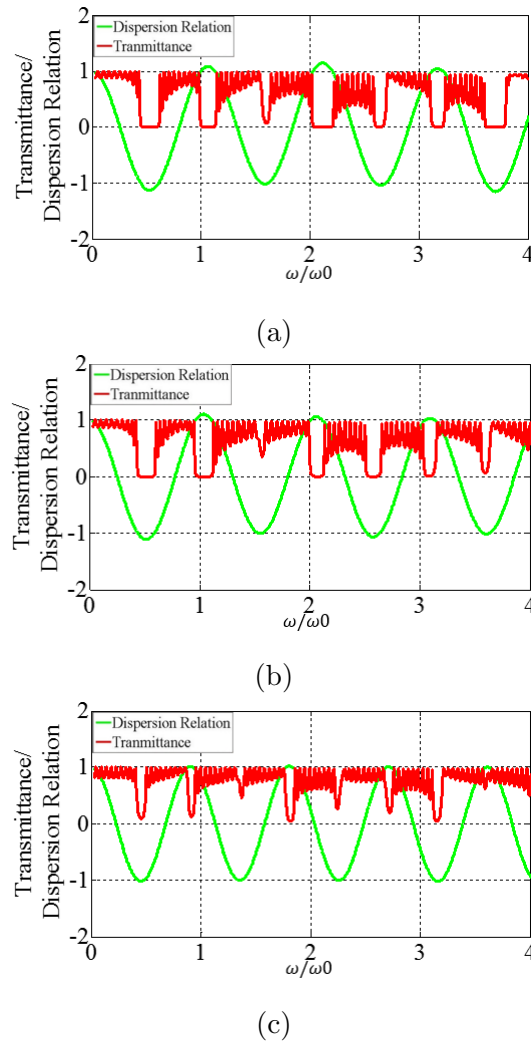 2
1
0
-1
-2
Transmittance/
Dispersion Relation
Dispersion Relation
Tranmittance
0
1
2
3
4
ω/ω0
(a)
2
1
0
-1
-2
Transmittance/
Dispersion Relation
Dispersion Relation
Tranmittance
0
1
2
3
4
ω/ω0
(b)
2
1
0
-1
-2
Transmittance/
Dispersion Relation
Dispersion Relation
Tranmittance
0
1
2
3
4
ω/ω0
(c)